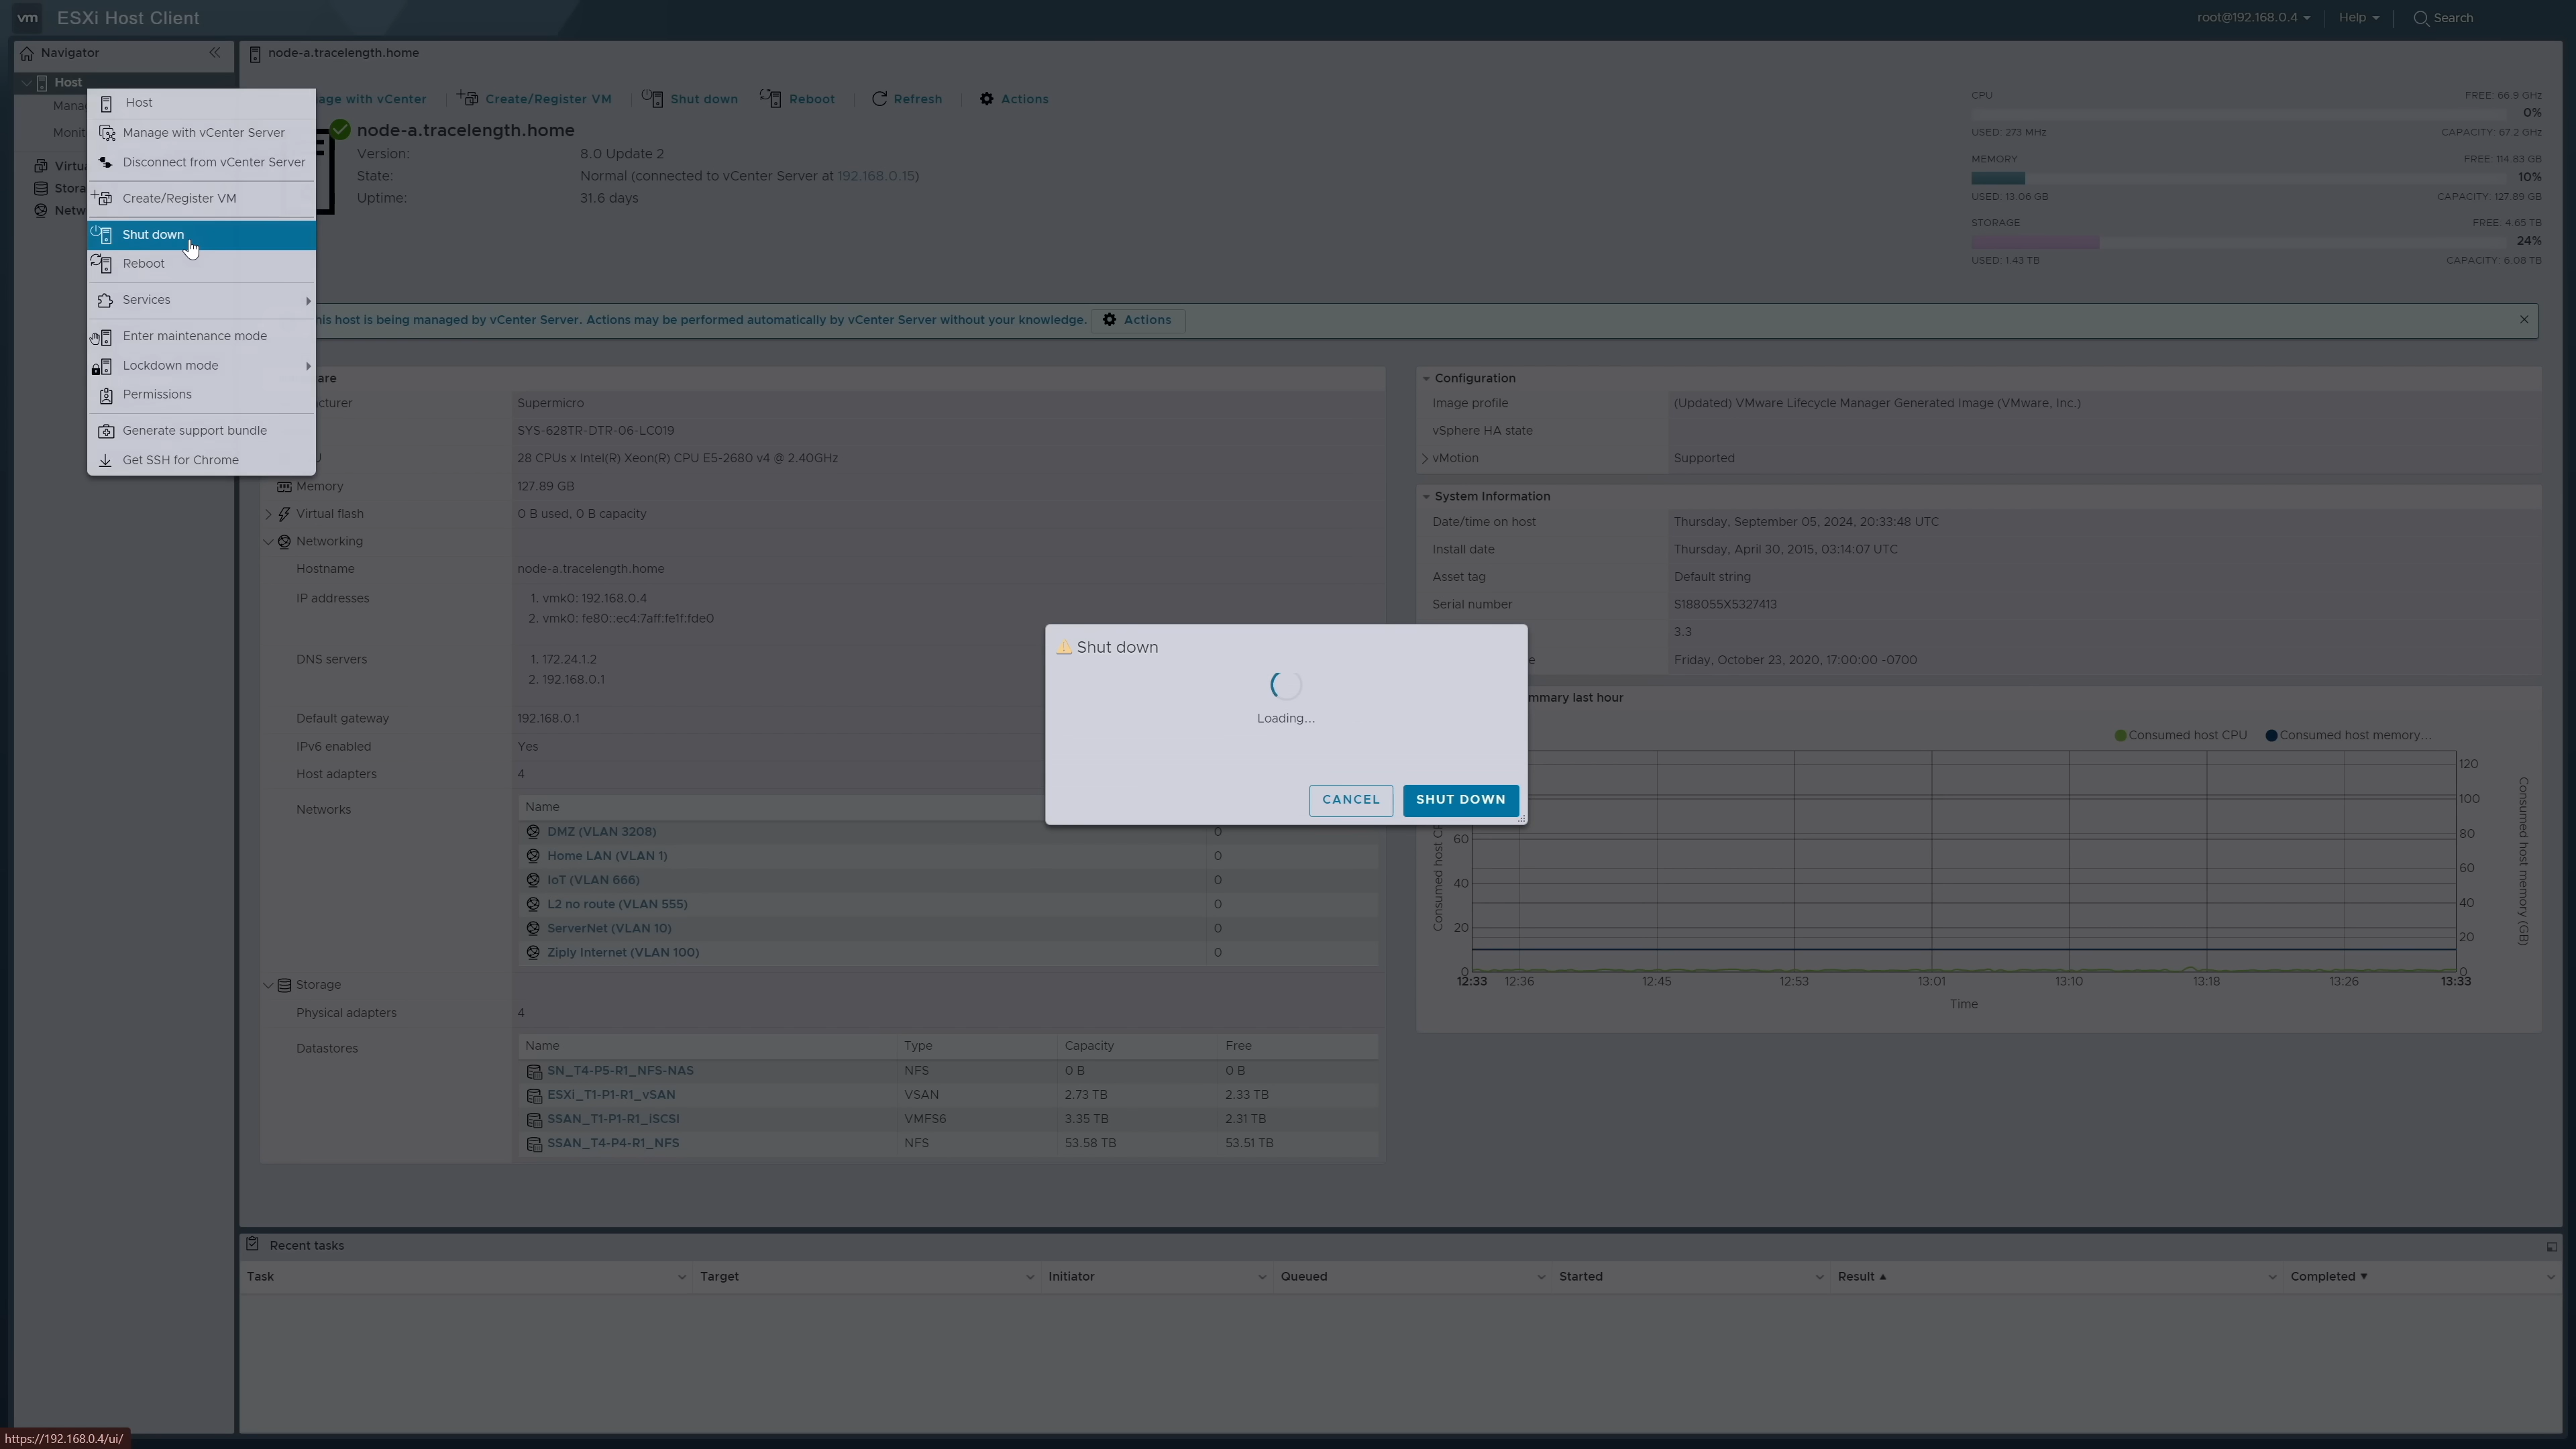 vm ESXi Host Client
root@192.168.0.4 Help Search
Navigator
node-a.tracelength.home
Host
Host
Manage with vCenter Server
Disconnect from vCenter Server
Create/Register VM
Shut down
Reboot
Services
Enter maintenance mode
Lockdown mode
Permissions
Generate support bundle
Get SSH for Chrome
with vCenter Create/Register VM Shut down Reboot Refresh Actions
node-a.tracelength.home
Version: 8.0 Update 2
State: Normal (connected to vCenter Server at 192.168.0.15)
Uptime: 31.6 days
CPU FREE: 66.9 GHz
0%
USED: 273 MHz CAPACITY: 67.2 GHz
MEMORY FREE: 114.83 GB
10%
USED: 13.06 GB CAPACITY: 127.89 GB
STORAGE FREE: 4.65 TB
24%
USED: 1.43 TB CAPACITY: 6.08 TB
host is being managed by vCenter Server. Actions may be performed automatically by vCenter Server without your knowledge. Actions
Supermicro
SYS-628TR-DTR-06-LC019
28 CPUs x Intel(R) Xeon(R) CPU E5-2680 v4 @ 2.40GHz
Memory 127.89 GB
Virtual flash 0 B used, 0 B capacity
Networking
Hostname node-a.tracelength.home
IP addresses 1. vmk0: 192.168.0.4
2. vmk0: fe80::ec4:7aff:fe1f:fde0
DNS servers 1. 172.24.1.2
2. 192.168.0.1
Default gateway 192.168.0.1
IPv6 enabled Yes
Host adapters 4
Networks Name
DMZ (VLAN 3208) 0
Home LAN (VLAN 1) 0
IoT (VLAN 666) 0
L2 no route (VLAN 555) 0
ServerNet (VLAN 10) 0
Ziply Internet (VLAN 100) 0
Storage
Physical adapters 4
Datastores Name Type Capacity Free
SN_T4-P5-R1_NFS-NAS NFS 0 B 0 B
ESXi_T1-P1-R1_vSAN VSAN 2.73 TB 2.33 TB
SSAN_T1-P1-R1_iSCSI VMFS6 3.35 TB 2.31 TB
SSAN_T4-P4-R1_NFS NFS 53.58 TB 53.51 TB
Configuration
Image profile (Updated) VMware Lifecycle Manager Generated Image (VMware, Inc.)
vSphere HA state
vMotion Supported
System Information
Date/time on host Thursday, September 05, 2024, 20:33:48 UTC
Install date Thursday, April 30, 2015, 03:14:07 UTC
Asset tag Default string
Serial number S188055X5327413
3.3
Friday, October 23, 2020, 17:00:00 -0700
last hour
Consumed host CPU Consumed host memory...
Consumed host
60
40
20
0
120
100
80
60
40
20
0
Consumed host memory (GB)
12:33 12:36 12:45 12:53 13:01 13:10 13:18 13:26 13:33
Time
Shut down
Loading...
CANCEL SHUT DOWN
Recent tasks
Task Target Initiator Queued Started Result Completed
https://192.168.0.4/ui/